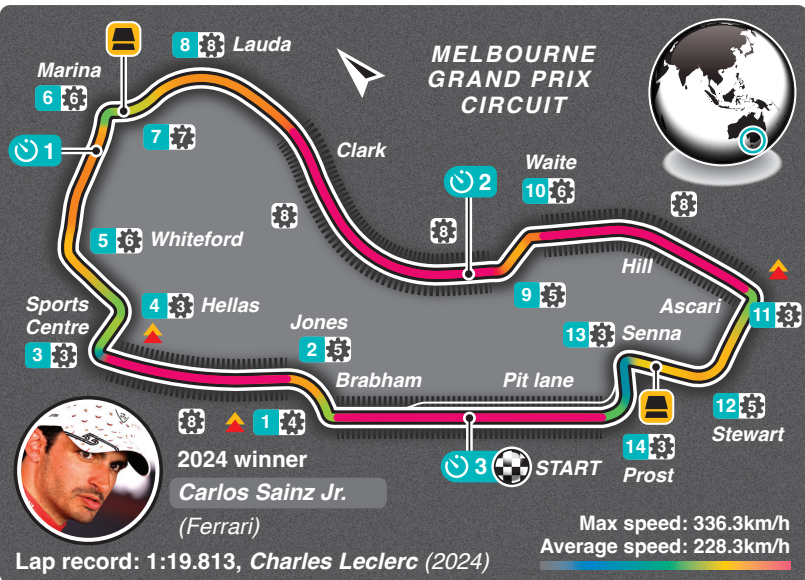 MELBOURNE
GRAND PRIX
CIRCUIT
8 8 Lauda
Marina
6 6
7 7
1
Clark
Waite
10 6
2
8
8
8
5 6 Whiteford
Hill
9 5
Ascari
11 3
Sports
Centre
3 3
4 3 Hellas
Jones
2 5
13 3 Senna
Brabham
Pit lane
12 5
Stewart
8
1 4
3
START
14 3
Prost
2024 winner
Carlos Sainz Jr.
(Ferrari)
Max speed: 336.3km/h
Average speed: 228.3km/h
Lap record: 1:19.813, Charles Leclerc (2024)